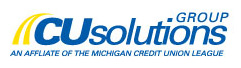 GROUP
CUsolutions
AN AFFILIATE OF THE MICHIGAN CREDIT UNION LEAGUE